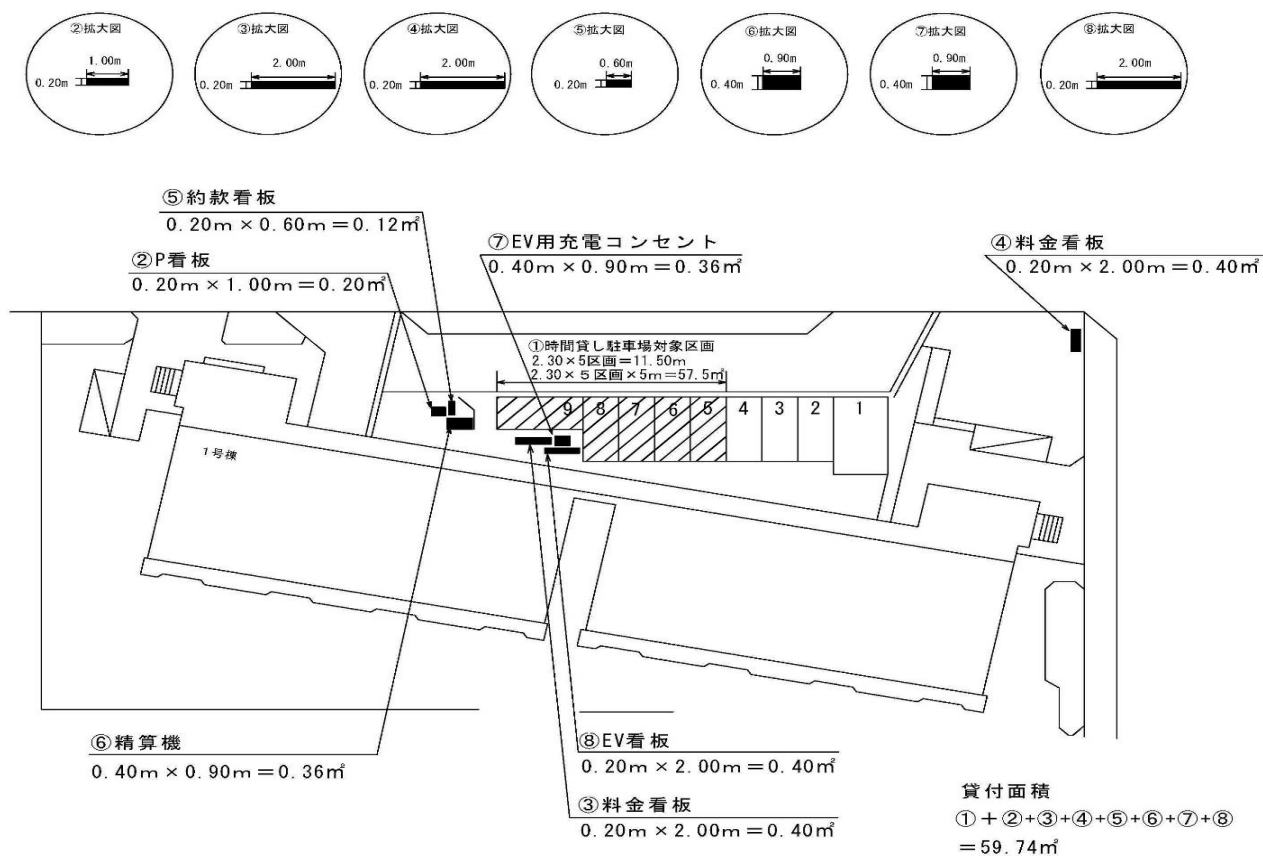 ②拡大図
1.00m
0.20m
③拡大図
2.00m
0.20m
④拡大図
2.00m
0.20m
⑤拡大図
0.60m
0.20m
⑥拡大図
0.90m
0.40m
⑦拡大図
0.90m
0.40m
⑧拡大図
2.00m
0.20m
⑤約款看板
0.20m×0.60m=0.12㎡
②P看板
0.20m×1.00m=0.20㎡
⑦EV用充電コンセント
0.40m×0.90m=0.36㎡
④料金看板
0.20m×2.00m=0.40㎡
①時間貸し駐車場対象区画
2.30×5区画=11.50m
2.30×5区画×5m=57.5㎡
9 8 7 6 5 4 3 2 1
1号棟
⑥精算機
0.40m×0.90m=0.36㎡
⑧EV看板
0.20m×2.00m=0.40㎡
③料金看板
0.20m×2.00m=0.40㎡
貸付面積
①+②+③+④+⑤+⑥+⑦+⑧
=59.74㎡